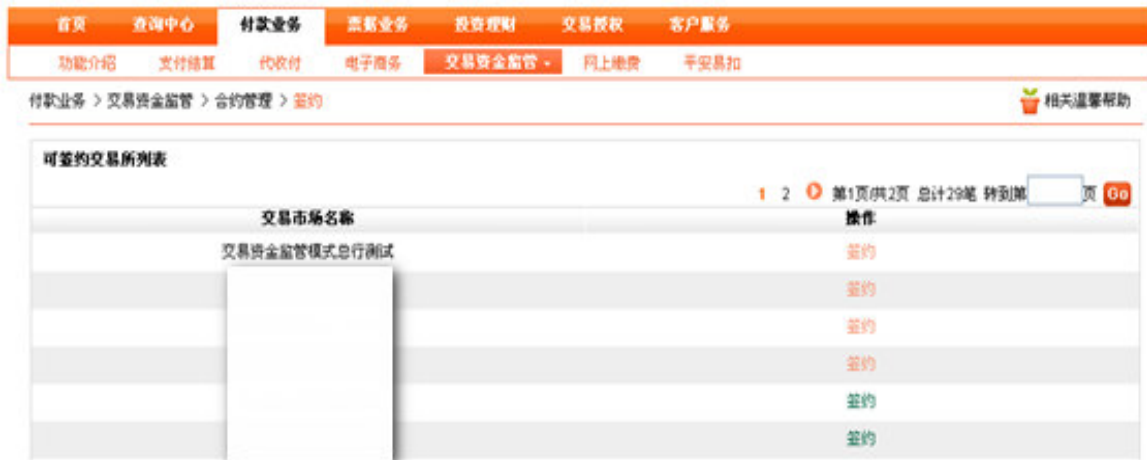 首页 查询中心 付款业务 票据业务 投资理财 交易授权 客户服务
功能介绍 支付结算 代收付 电子商务 交易资金监管 网上缴费 平安易扣
付款业务 > 交易资金监管 > 合约管理 > 签约 相关温馨帮助
可签约交易所列表
1 2 第1页/共2页 总计29笔 转到第 页 Go
交易市场名称 操作
交易资金监管模式总行测试 签约
签约
签约
签约
签约
签约